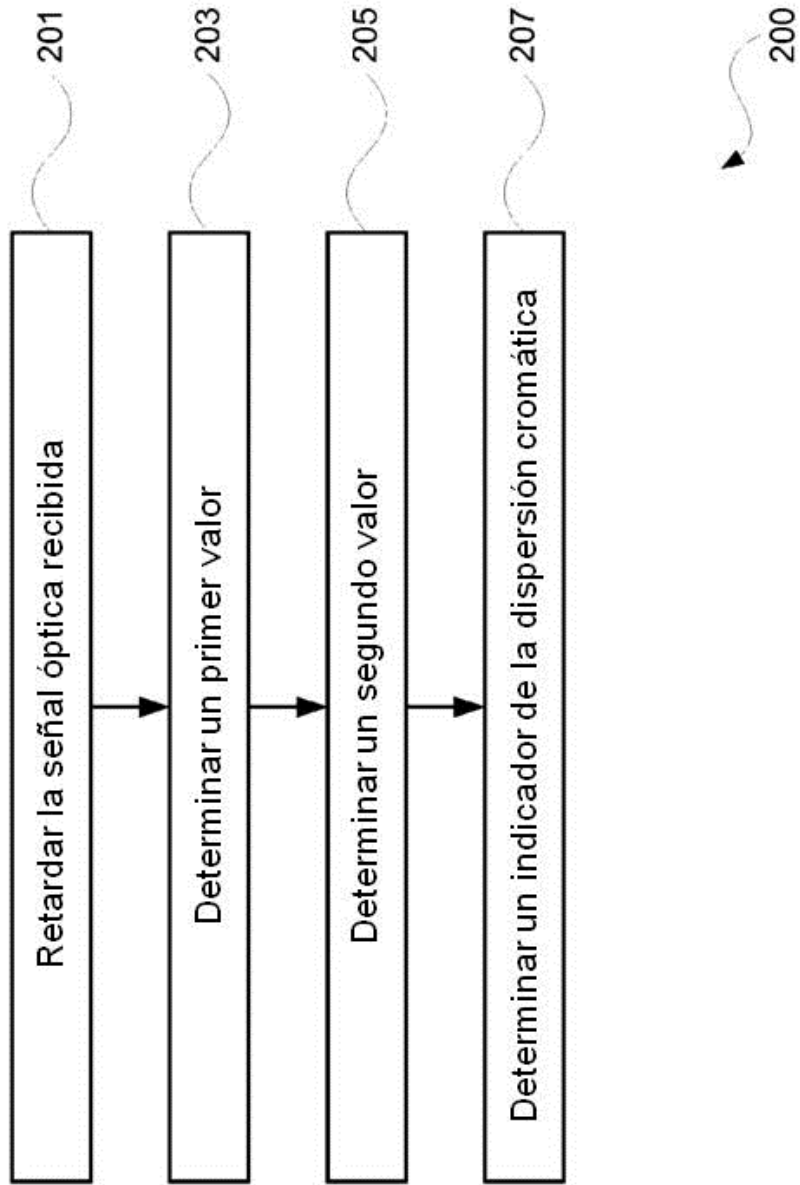 Retardar la señal óptica recibida
201
Determinar un primer valor
203
Determinar un segundo valor
205
Determinar un indicador de la dispersión cromática
207
200